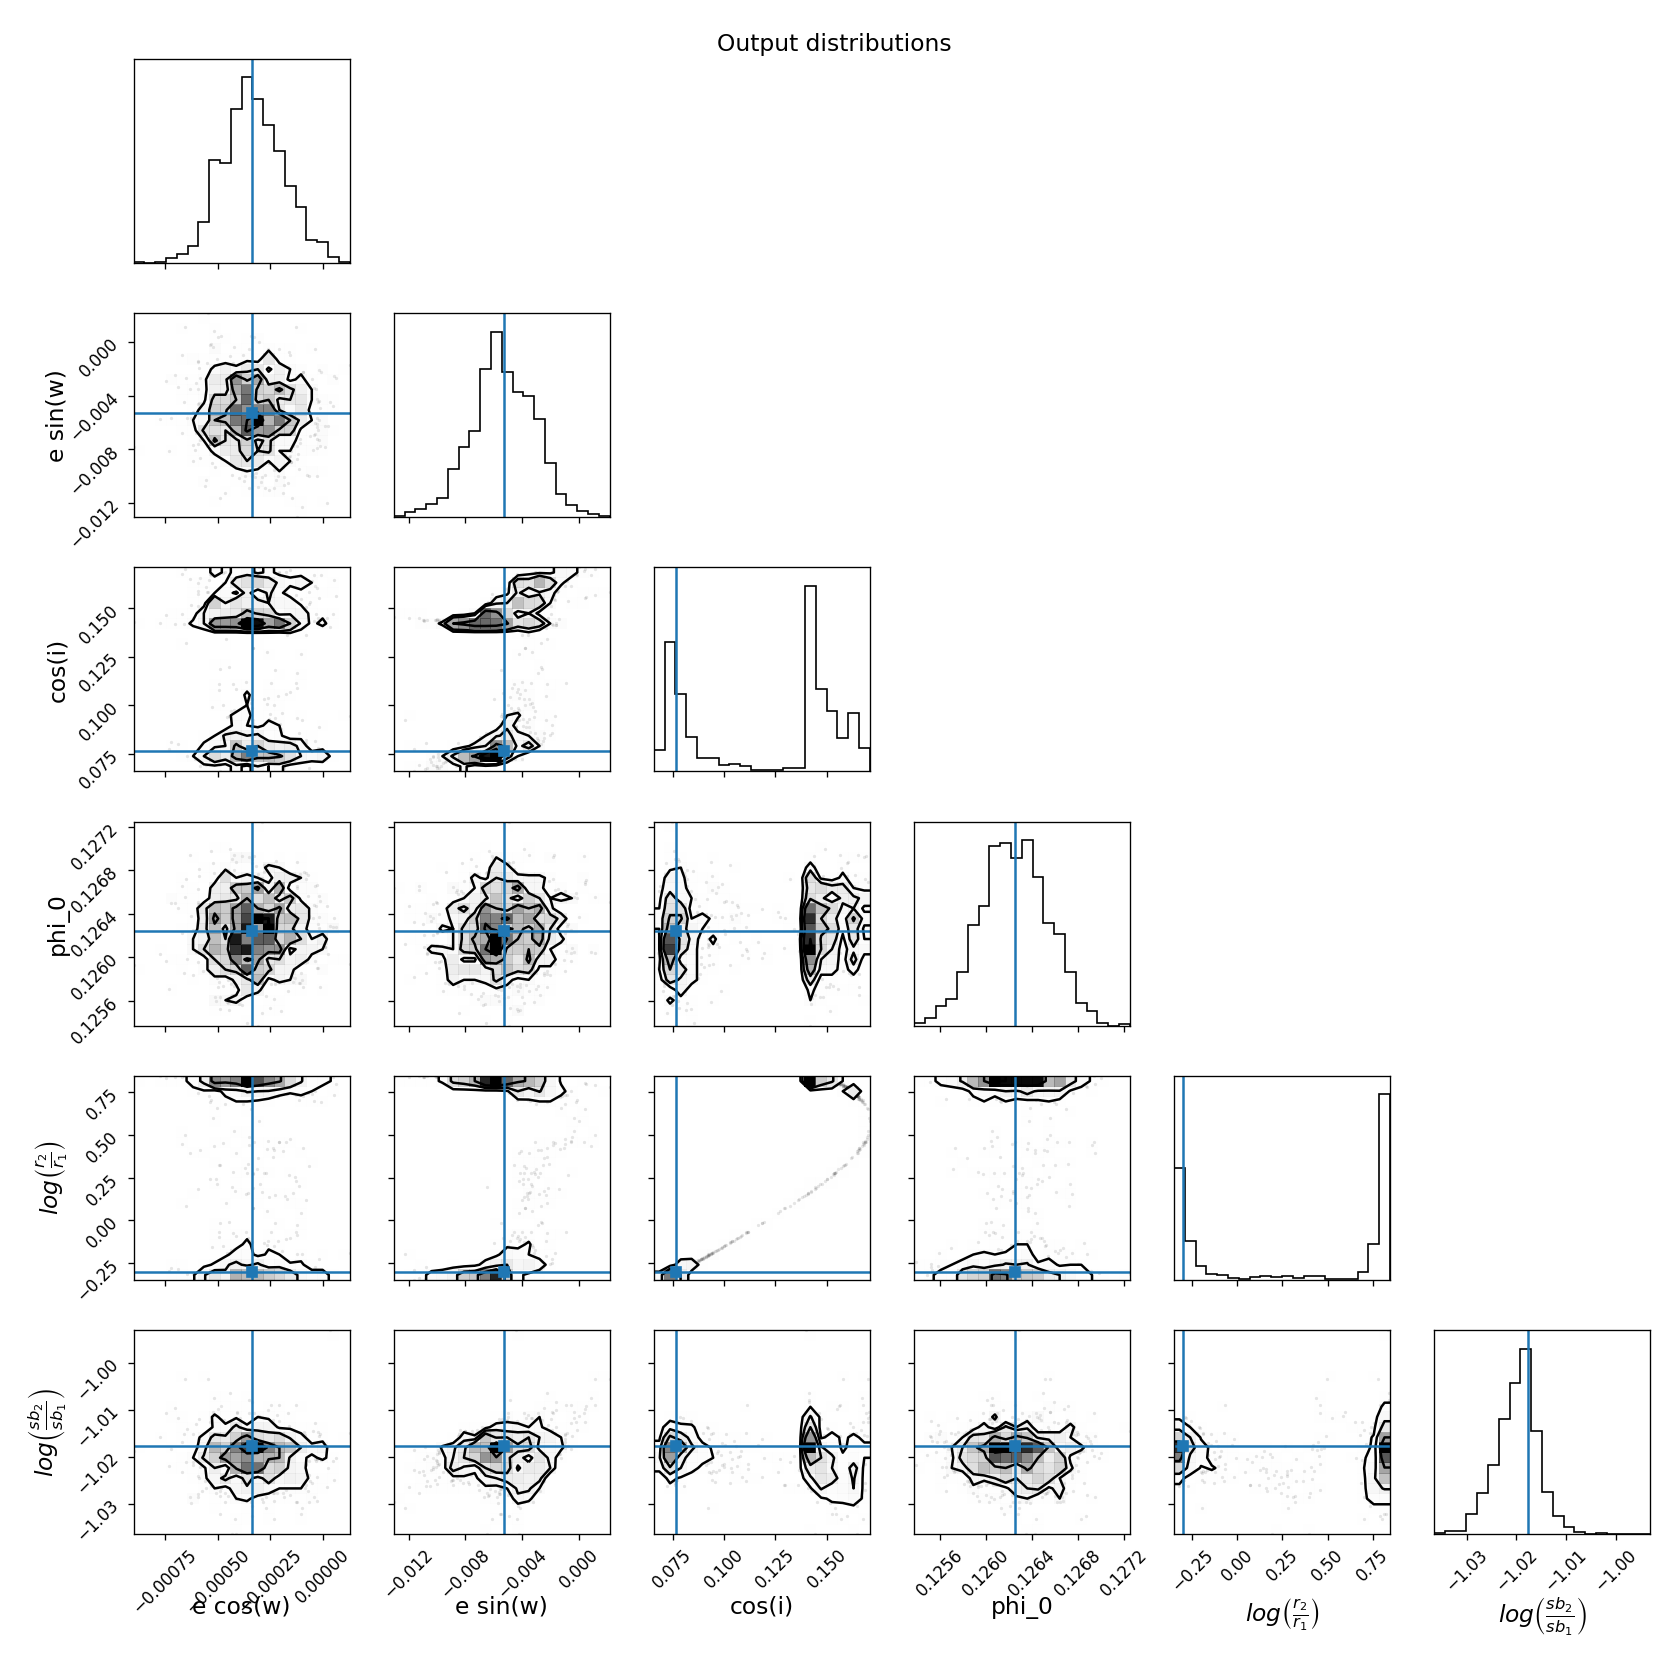 Output distributions
e sin(w)
0.000
−0.004
−0.008
−0.012
cos(i)
0.150
0.125
0.100
0.075
phi_0
0.1272
0.1268
0.1264
0.1260
0.1256
log(r₂/r₁)
0.75
0.50
0.25
0.00
−0.25
log(sb₂/sb₁)
−1.00
−1.01
−1.02
−1.03
−0.00075 −0.00050 −0.00025 0.00000
−0.012 −0.008 −0.004 0.000
0.075 0.100 0.125 0.150
0.1256 0.1260 0.1264 0.1268 0.1272
−0.25 0.00 0.25 0.50 0.75
−1.03 −1.02 −1.01 −1.00
e cos(w) e sin(w) cos(i) phi_0 log(r₂/r₁) log(sb₂/sb₁)